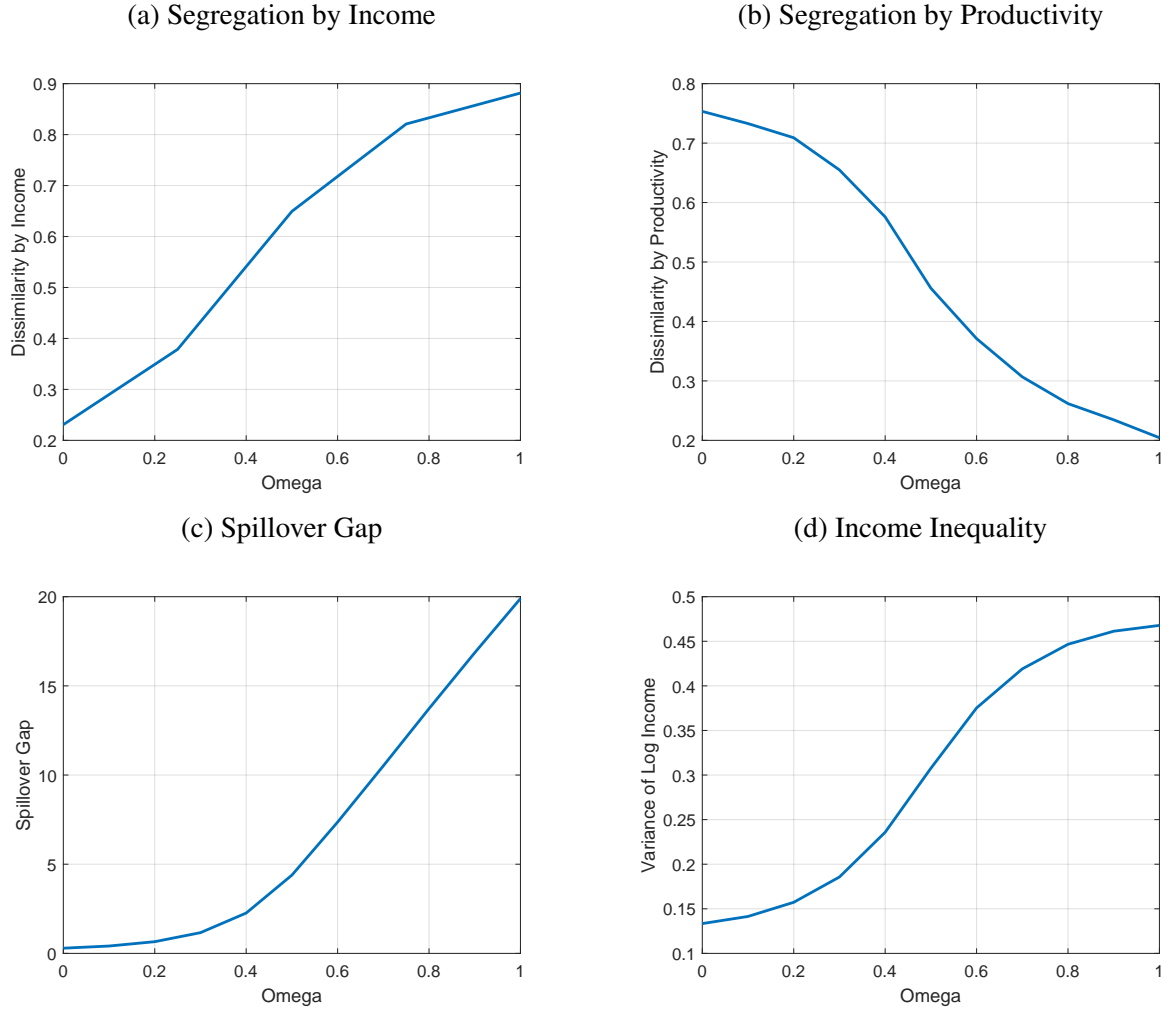 (a) Segregation by Income
0.9
0.8
0.7
0.6
0.5
0.4
0.3
0.2
Dissimilarity by Income
0 0.2 0.4 0.6 0.8 1
Omega
(b) Segregation by Productivity
0.8
0.7
0.6
0.5
0.4
0.3
0.2
Dissimilarity by Productivity
0 0.2 0.4 0.6 0.8 1
Omega
(c) Spillover Gap
20
15
10
5
0
Spillover Gap
0 0.2 0.4 0.6 0.8 1
Omega
(d) Income Inequality
0.5
0.45
0.4
0.35
0.3
0.25
0.2
0.15
0.1
Variance of Log Income
0 0.2 0.4 0.6 0.8 1
Omega